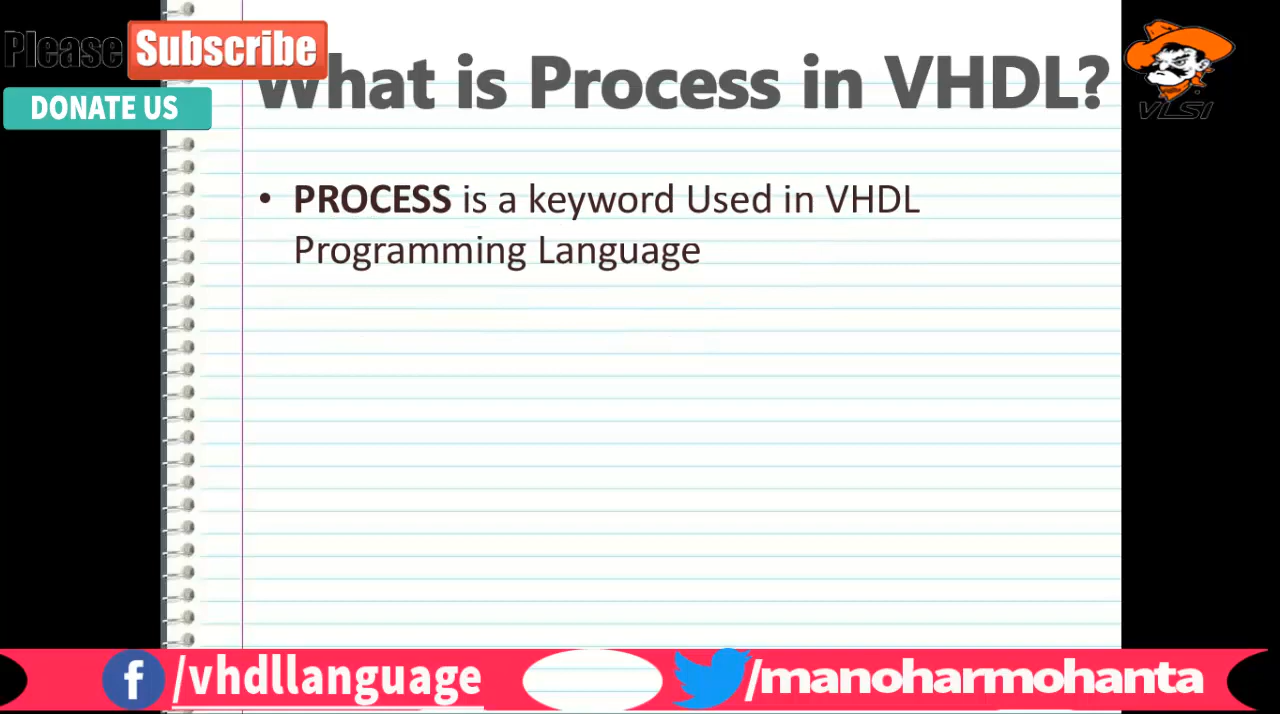 Please Subscribe
DONATE US
What is Process in VHDL?
VLSI
• PROCESS is a keyword Used in VHDL
Programming Language
f /vhdllanguage
/manoharmohanta